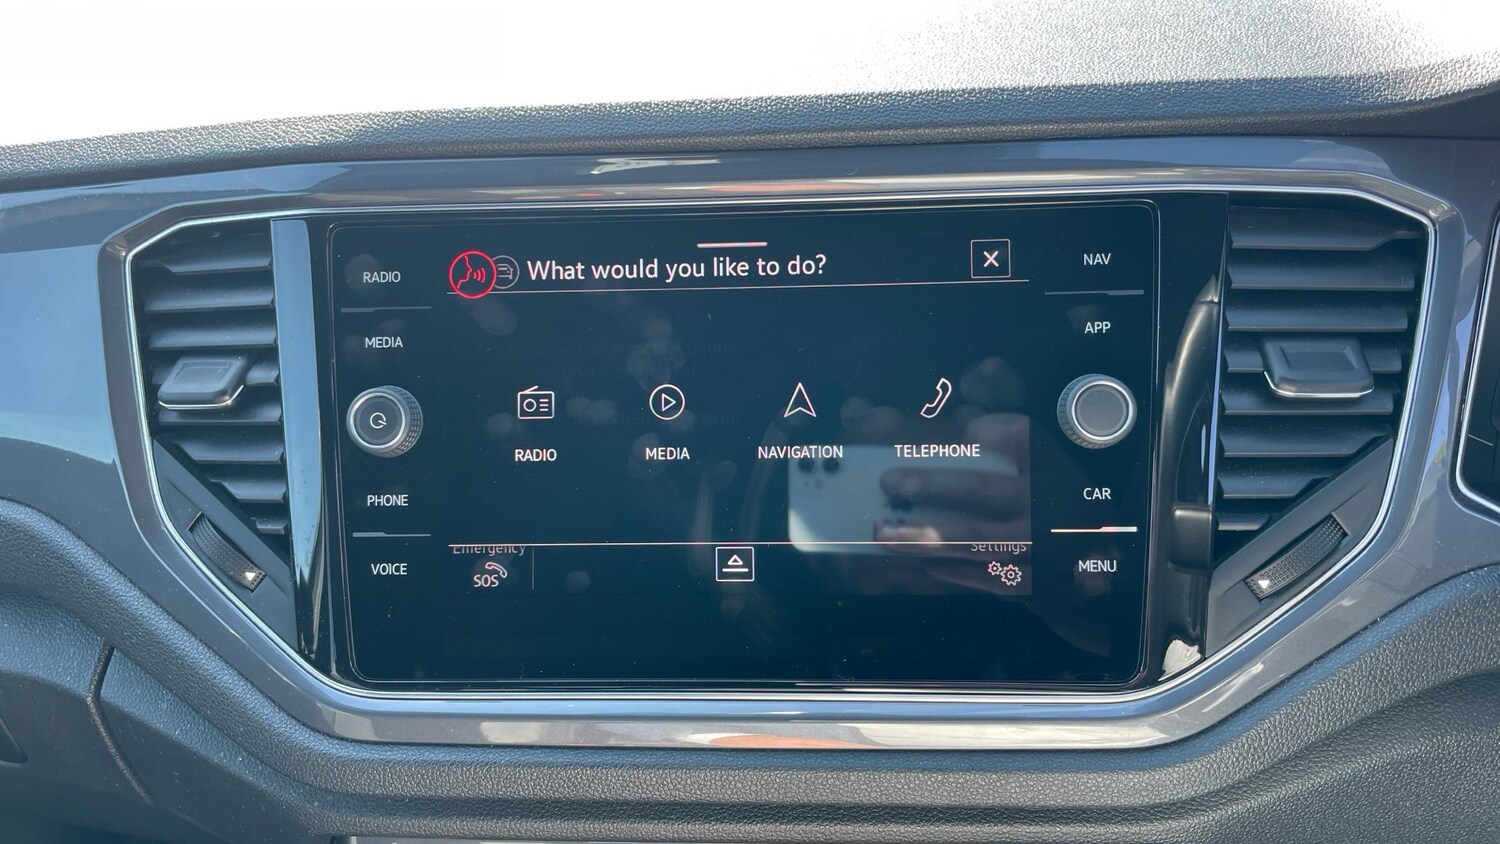 RADIO
What would you like to do?
NAV
MEDIA
APP
RADIO
MEDIA
NAVIGATION
TELEPHONE
PHONE
CAR
Emergency
SOS
Settings
VOICE
MENU